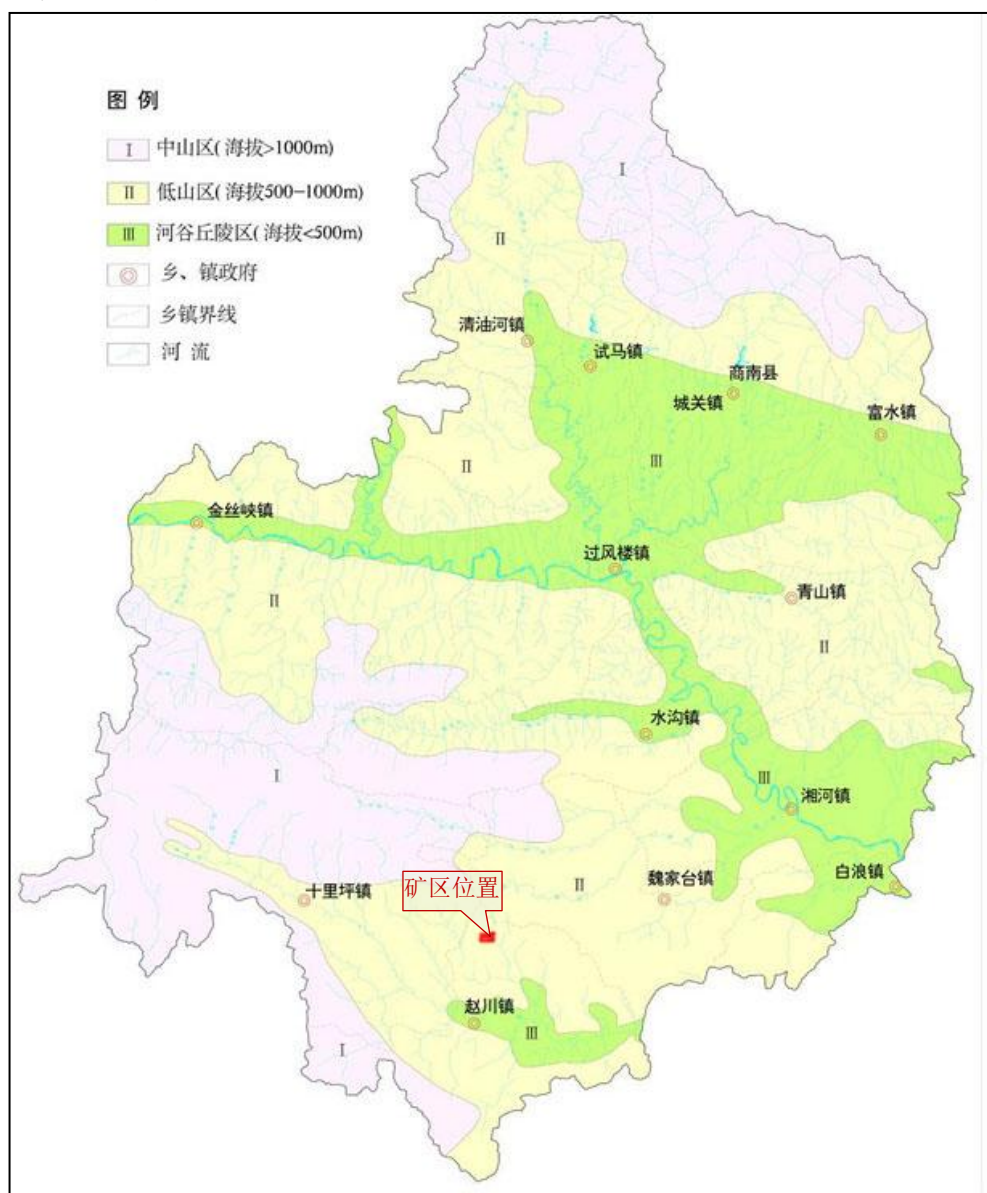 图 例
Ⅰ 中山区(海拔>1000m)
Ⅱ 低山区(海拔500-1000m)
Ⅲ 河谷丘陵区(海拔<500m)
乡、镇政府
乡镇界线
河 流
Ⅰ
Ⅱ
清油河镇
试马镇
商南县
城关镇
富水镇
Ⅱ
Ⅲ
金丝峡镇
过风楼镇
青山镇
Ⅱ
Ⅱ
水沟镇
Ⅰ
Ⅲ
湘河镇
白浪镇
十里坪镇
矿区位置
Ⅱ
魏家台镇
赵川镇
Ⅲ
Ⅰ